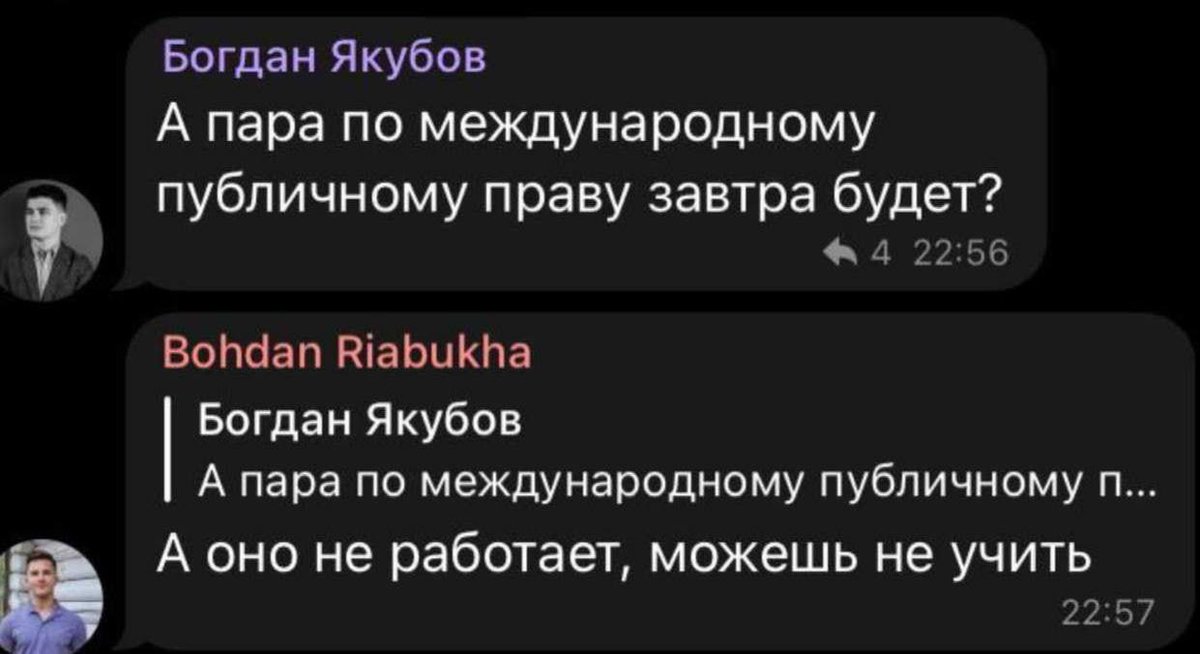 Богдан Якубов
А пара по международному
публичному праву завтра будет?
4 22:56
Bohdan Riabukha
Богдан Якубов
А пара по международному публичному п...
А оно не работает, можешь не учить
22:57